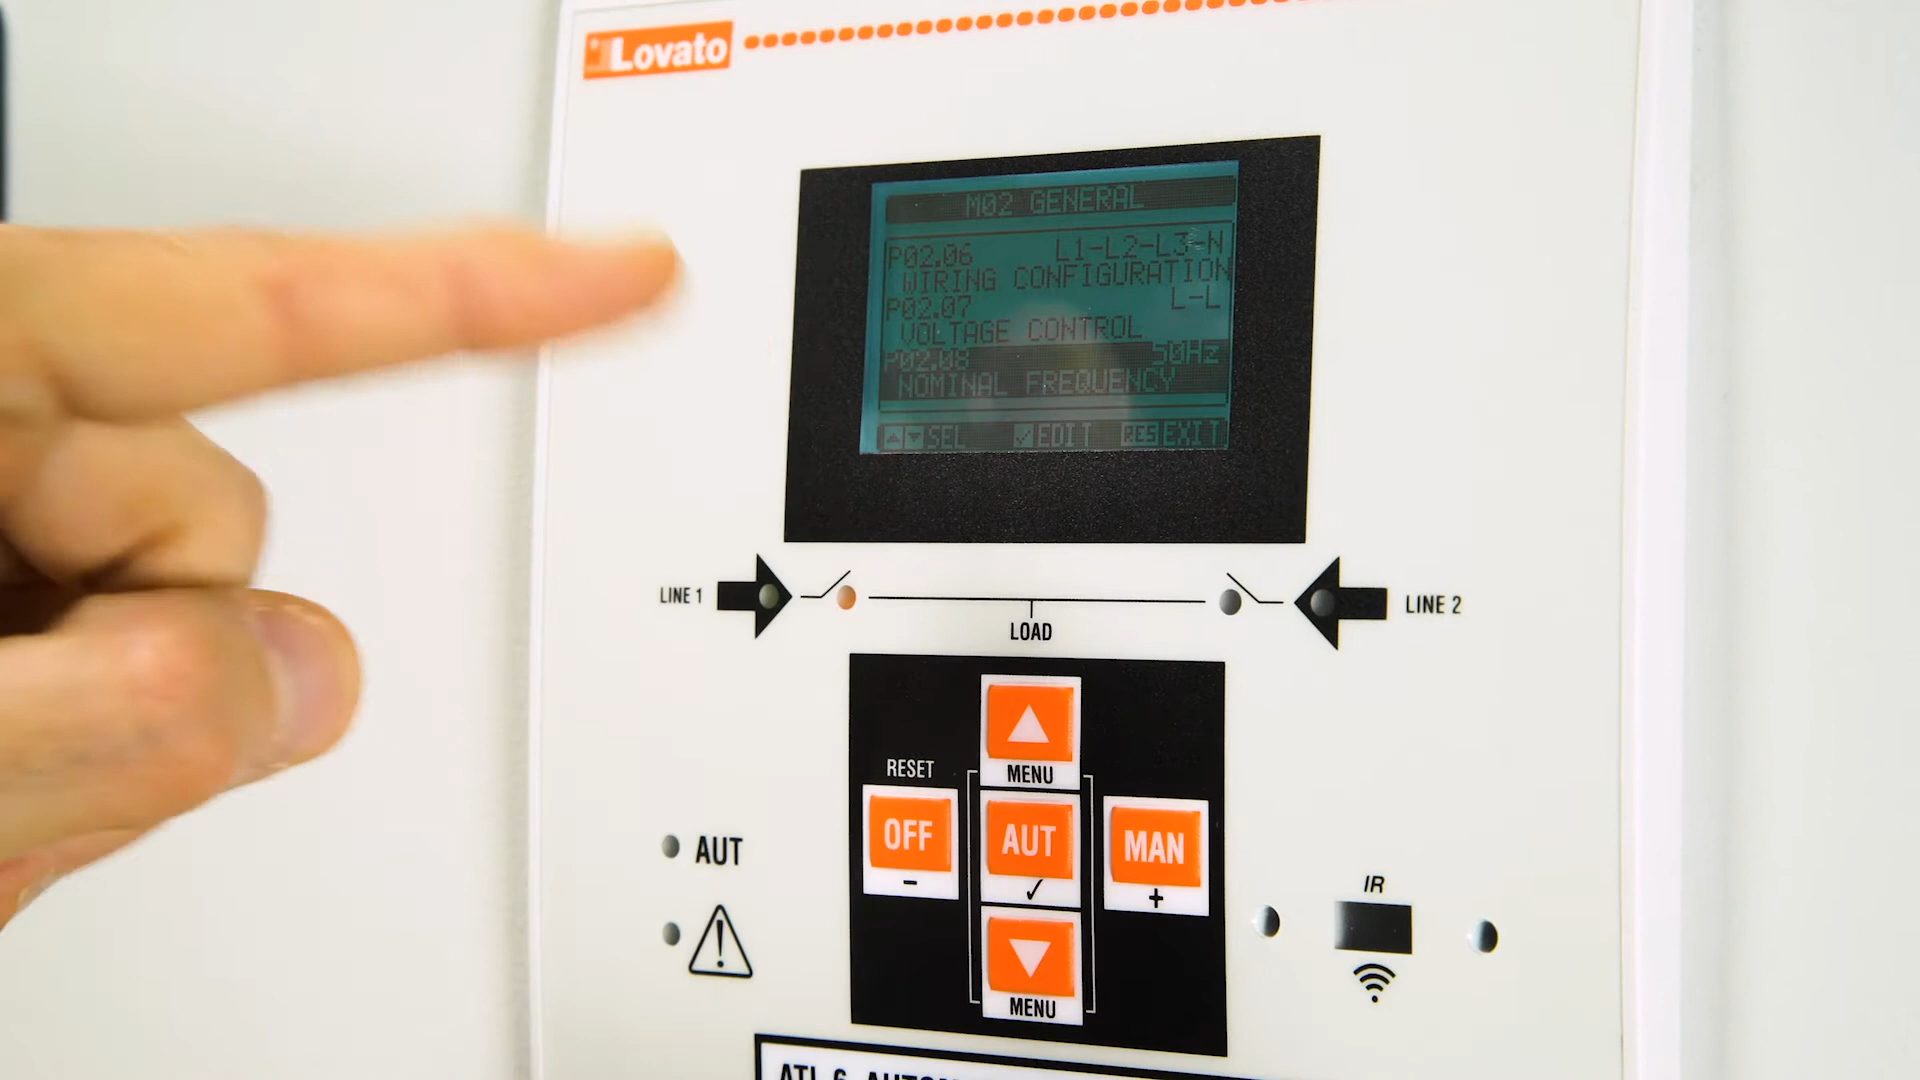 Lovato
M02 GENERAL
P02.06 L1-L2-L3-N
WIRING CONFIGURATION
P02.07 L-L
VOLTAGE CONTROL
P02.08 50Hz
NOMINAL FREQUENCY
▲▼SEL ✓EDIT RES EXIT
LINE 1
LINE 2
LOAD
MENU
RESET
OFF
-
AUT
✓
MAN
+
MENU
AUT
IR